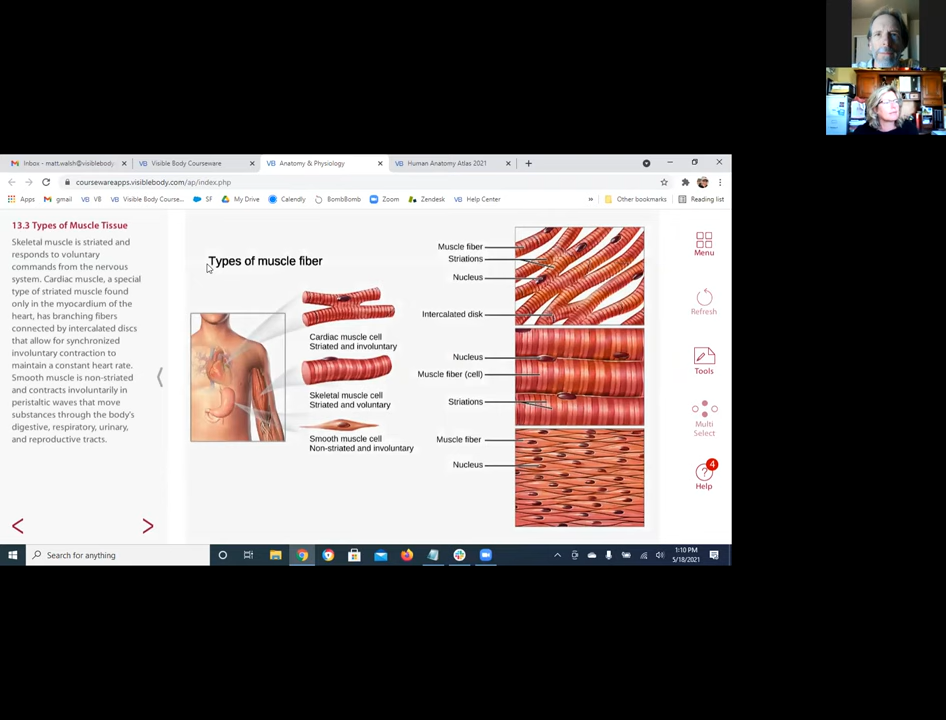 Inbox - matt.walsh@visiblebody
VB Visible Body Courseware
VB Anatomy & Physiology
VB Human Anatomy Atlas 2021
coursewareapps.visiblebody.com/ap/index.php
Apps
gmail
VB VB
VB Visible Body Course...
SF
My Drive
Calendly
BombBomb
Zoom
Zendesk
VB Help Center
»
Other bookmarks
Reading list
13.3 Types of Muscle Tissue
Skeletal muscle is striated and
responds to voluntary
commands from the nervous
system. Cardiac muscle, a special
type of striated muscle found
only in the myocardium of the
heart, has branching fibers
connected by intercalated discs
that allow for synchronized
involuntary contraction to
maintain a constant heart rate.
Smooth muscle is non-striated
and contracts involuntarily in
peristaltic waves that move
substances through the body's
digestive, respiratory, urinary,
and reproductive tracts.
Types of muscle fiber
Cardiac muscle cell
Striated and involuntary
Skeletal muscle cell
Striated and voluntary
Smooth muscle cell
Non-striated and involuntary
Muscle fiber
Striations
Nucleus
Intercalated disk
Nucleus
Muscle fiber (cell)
Striations
Muscle fiber
Nucleus
Menu
Refresh
Tools
Multi
Select
4
Help
Search for anything
1:10 PM
5/18/2021